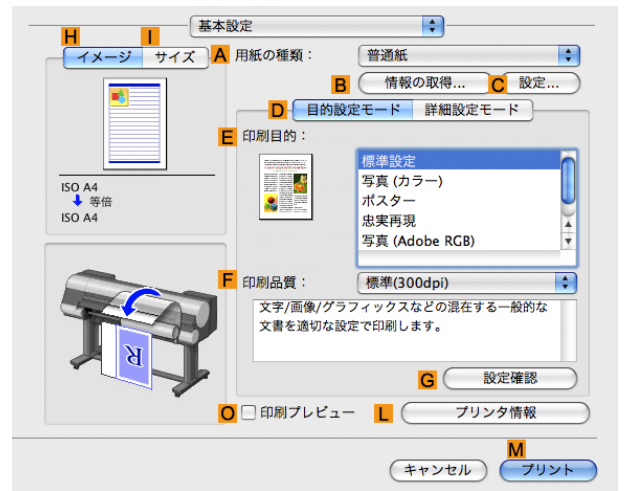 基本設定
H
I
イメージ サイズ
A 用紙の種類： 普通紙
B 情報の取得... C 設定...
D 目的設定モード 詳細設定モード
E 印刷目的：
標準設定
写真 (カラー)
ポスター
忠実再現
写真 (Adobe RGB)
ISO A4
等倍
ISO A4
F 印刷品質： 標準(300dpi)
文字/画像/グラフィックスなどの混在する一般的な
文書を適切な設定で印刷します。
R
G 設定確認
O 印刷プレビュー L プリンタ情報
M
キャンセル プリント